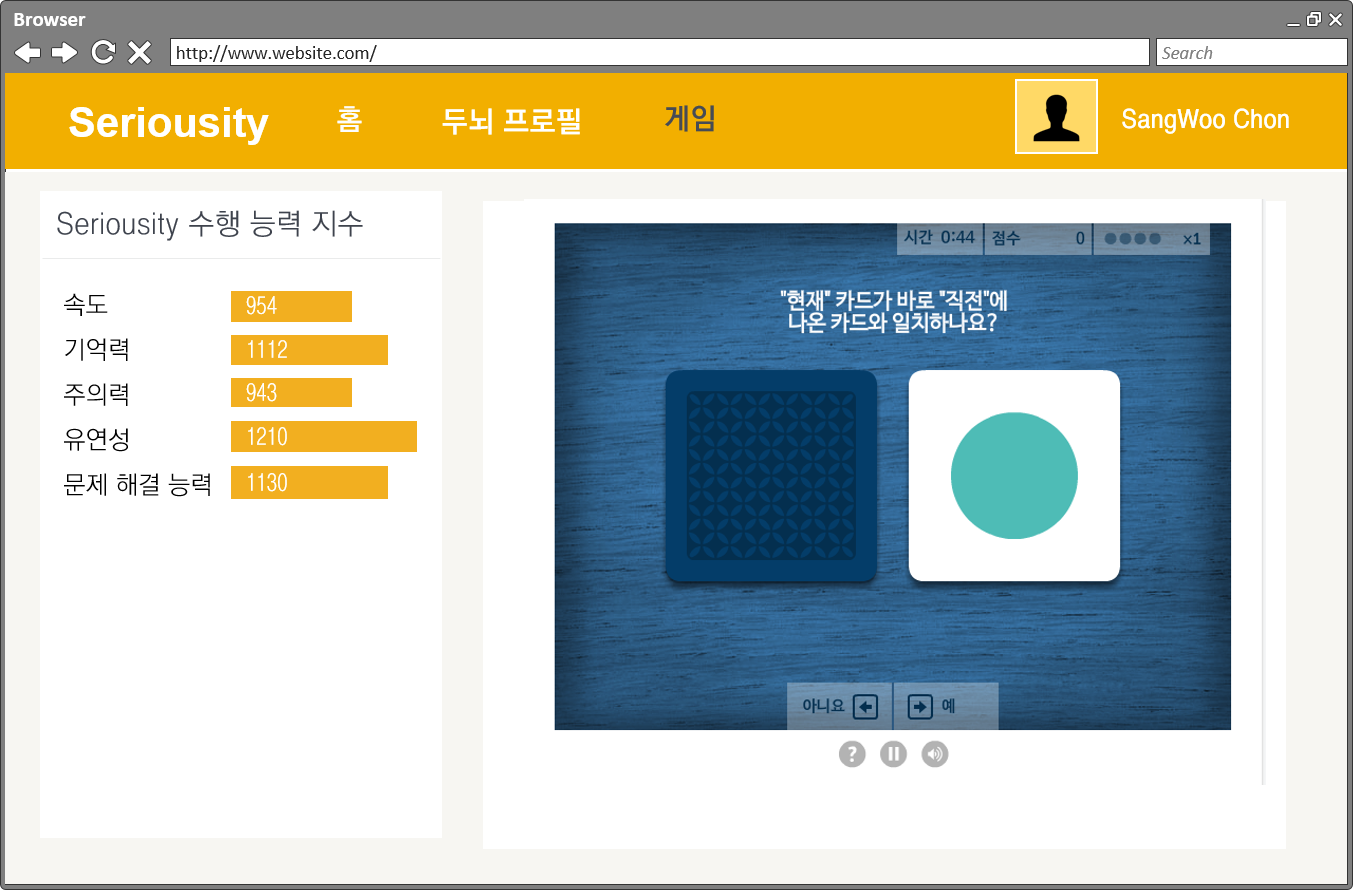 Browser
http://www.website.com/
Search
Seriousity 홈 두뇌 프로필 게임 SangWoo Chon
Seriousity 수행 능력 지수
속도 954
기억력 1112
주의력 943
유연성 1210
문제 해결 능력 1130
시간 0:44 점수 0 x1
"현재" 카드가 바로 "직전"에
나온 카드와 일치하나요?
아니요 예